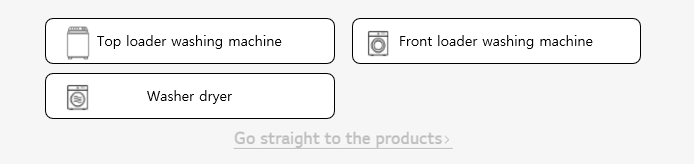 Top loader washing machine
Front loader washing machine
Washer dryer
Go straight to the products>